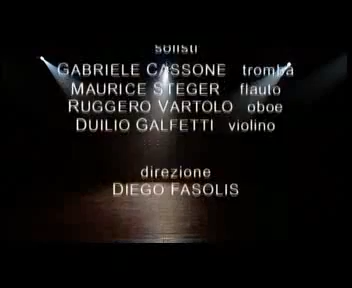 solisti
GABRIELE CASSONE tromba
MAURICE STEGER flauto
RUGGERO VARTOLO oboe
DUILIO GALFETTI violino
direzione
DIEGO FASOLIS